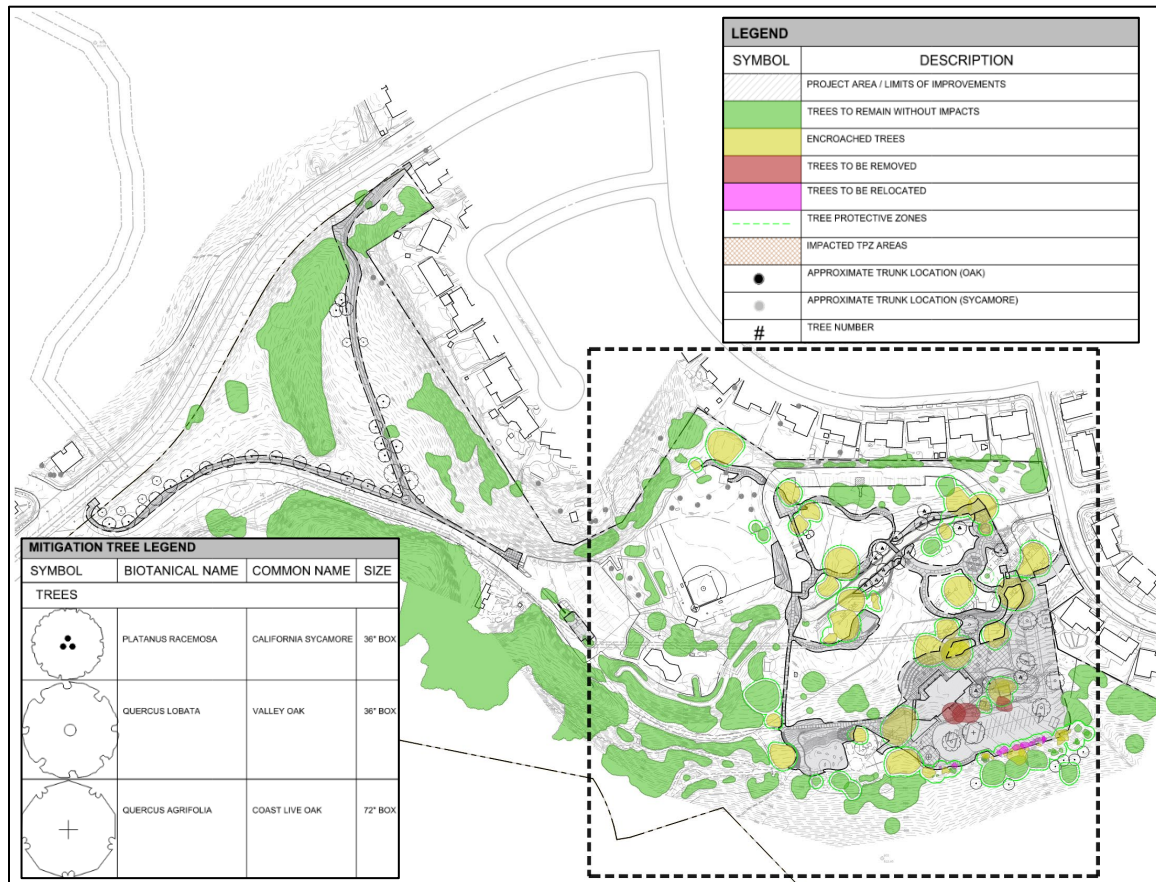 LEGEND
SYMBOL DESCRIPTION
PROJECT AREA / LIMITS OF IMPROVEMENTS
TREES TO REMAIN WITHOUT IMPACTS
ENCROACHED TREES
TREES TO BE REMOVED
TREES TO BE RELOCATED
TREE PROTECTIVE ZONES
IMPACTED TPZ AREAS
APPROXIMATE TRUNK LOCATION (OAK)
APPROXIMATE TRUNK LOCATION (SYCAMORE)
# TREE NUMBER
MITIGATION TREE LEGEND
SYMBOL BIOTANICAL NAME COMMON NAME SIZE
TREES
PLATANUS RACEMOSA CALIFORNIA SYCAMORE 36" BOX
QUERCUS LOBATA VALLEY OAK 36" BOX
QUERCUS AGRIFOLIA COAST LIVE OAK 72" BOX